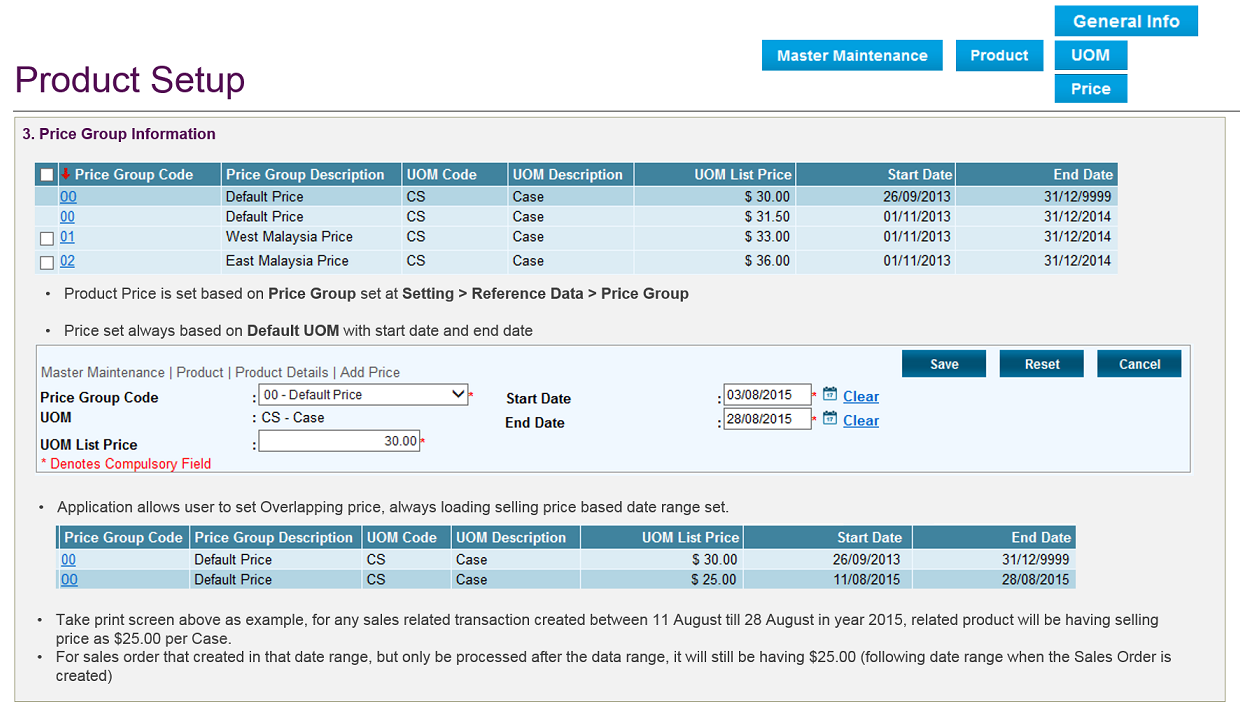 General Info
Master Maintenance Product UOM
Price
Product Setup
3. Price Group Information
Price Group Code Price Group Description UOM Code UOM Description UOM List Price Start Date End Date
00 Default Price CS Case $ 30.00 26/09/2013 31/12/9999
00 Default Price CS Case $ 31.50 01/11/2013 31/12/2014
01 West Malaysia Price CS Case $ 33.00 01/11/2013 31/12/2014
02 East Malaysia Price CS Case $ 36.00 01/11/2013 31/12/2014
• Product Price is set based on Price Group set at Setting > Reference Data > Price Group
• Price set always based on Default UOM with start date and end date
Save Reset Cancel
Master Maintenance | Product | Product Details | Add Price
Price Group Code : 00 - Default Price * Start Date : 03/08/2015 * Clear
UOM : CS - Case End Date : 28/08/2015 * Clear
UOM List Price : 30.00 *
* Denotes Compulsory Field
• Application allows user to set Overlapping price, always loading selling price based date range set.
Price Group Code Price Group Description UOM Code UOM Description UOM List Price Start Date End Date
00 Default Price CS Case $ 30.00 26/09/2013 31/12/9999
00 Default Price CS Case $ 25.00 11/08/2015 28/08/2015
• Take print screen above as example, for any sales related transaction created between 11 August till 28 August in year 2015, related product will be having selling
price as $25.00 per Case.
• For sales order that created in that date range, but only be processed after the data range, it will still be having $25.00 (following date range when the Sales Order is
created)